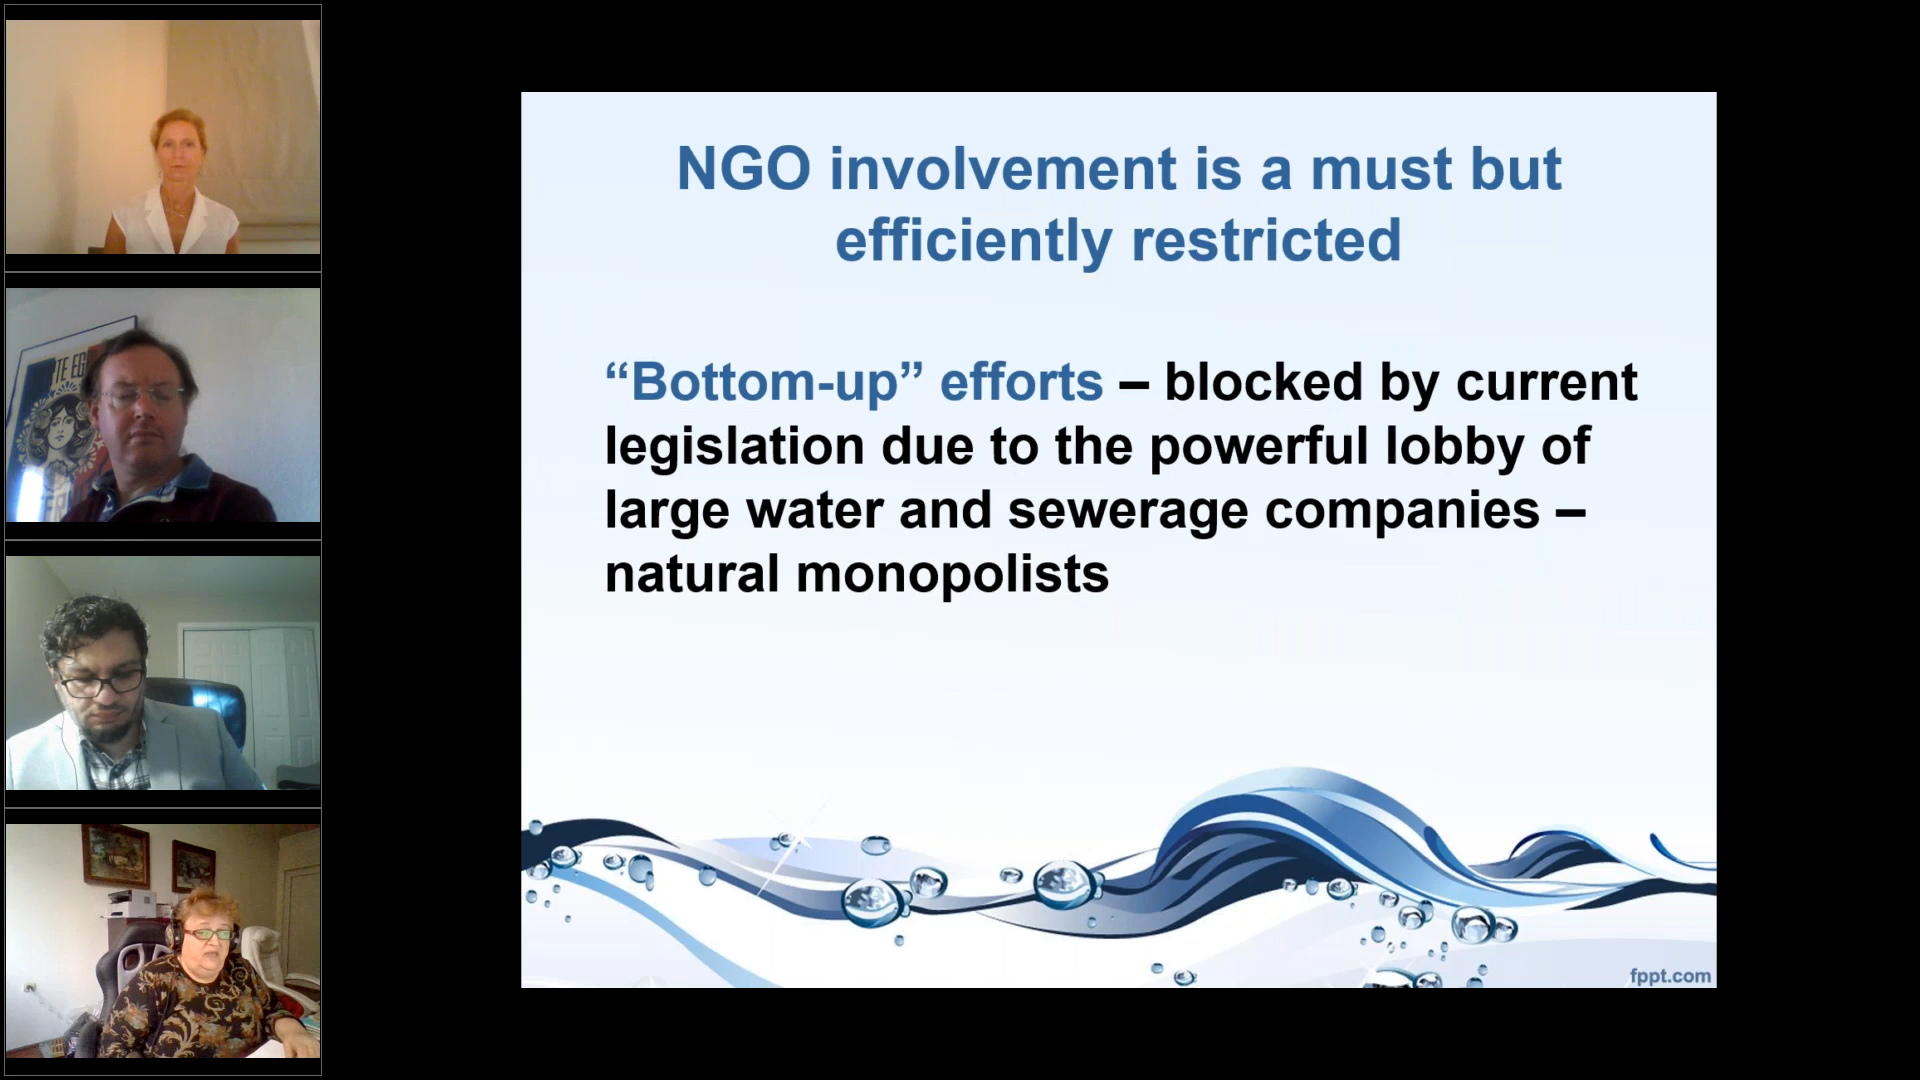 NGO involvement is a must but
efficiently restricted
“Bottom-up” efforts – blocked by current
legislation due to the powerful lobby of
large water and sewerage companies –
natural monopolists
fppt.com